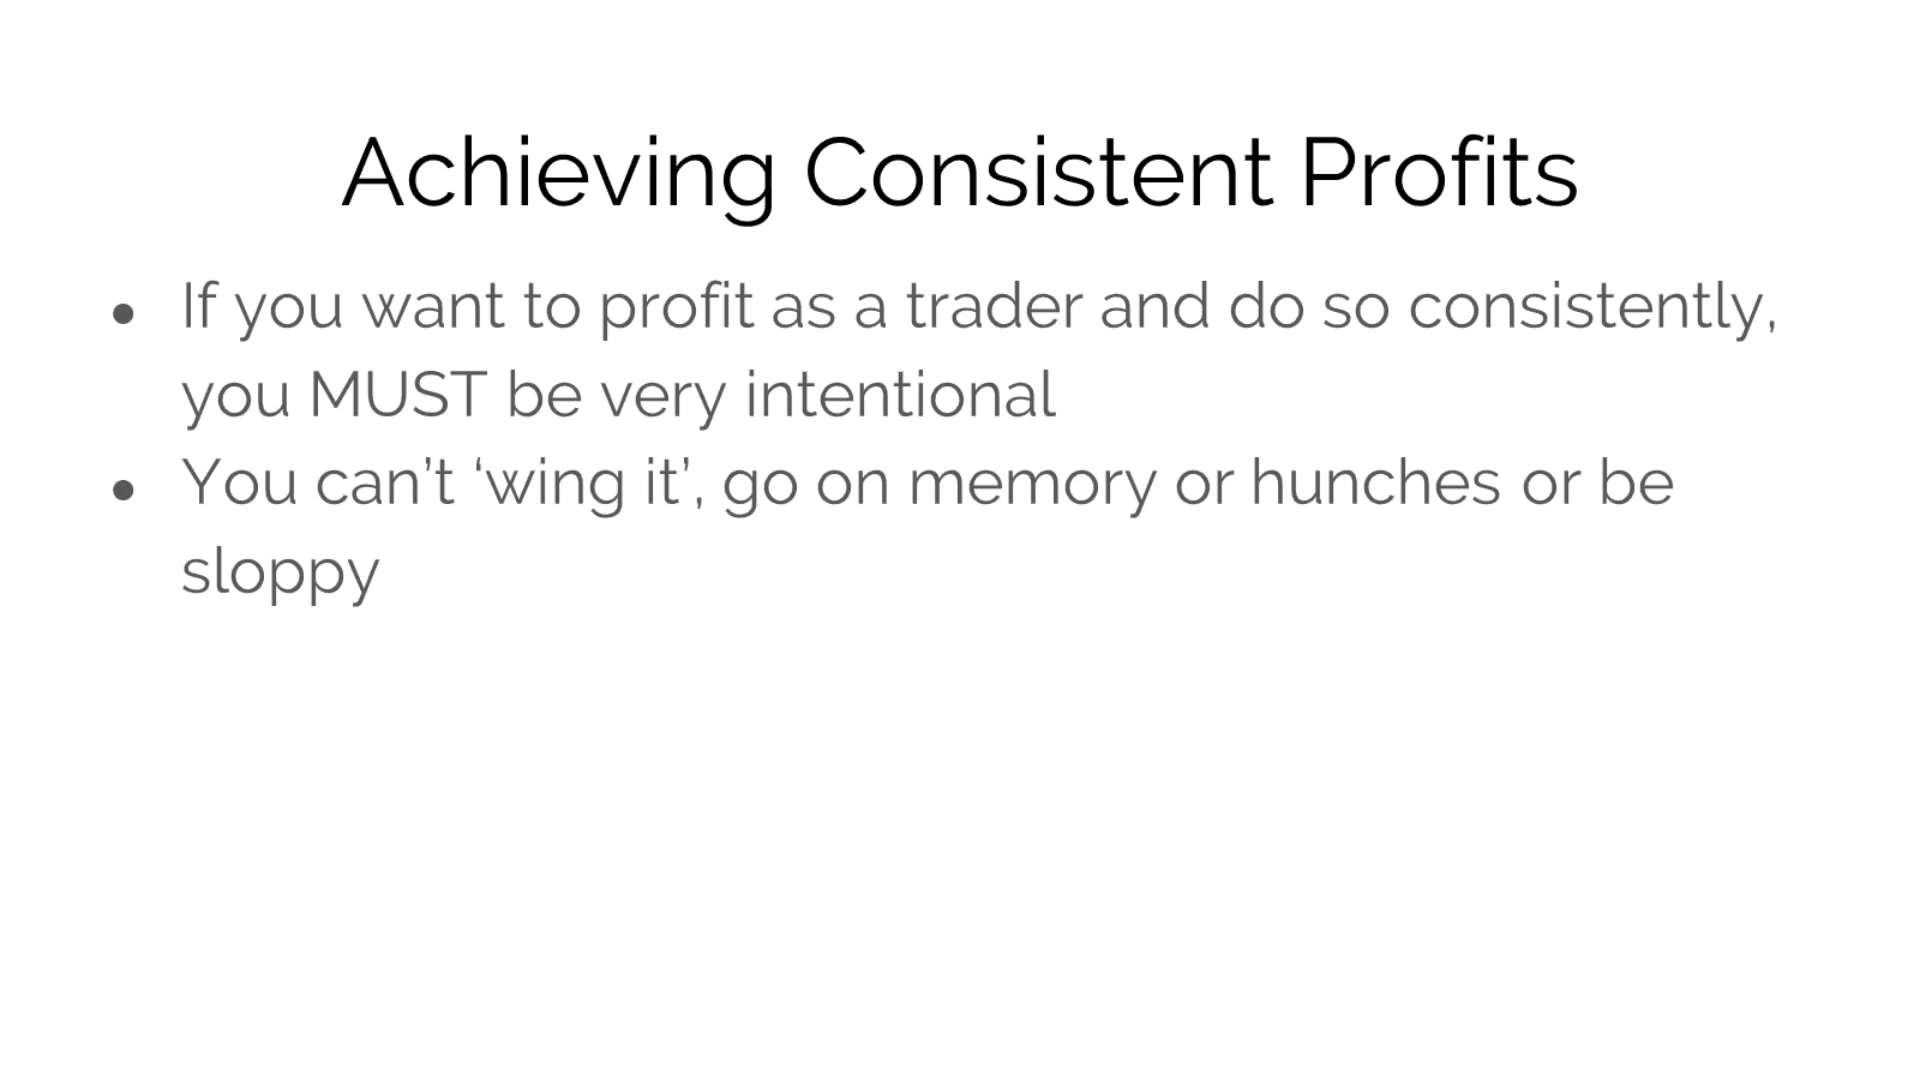 Achieving Consistent Profits
● If you want to profit as a trader and do so consistently,
you MUST be very intentional
● You can’t ‘wing it’, go on memory or hunches or be
sloppy